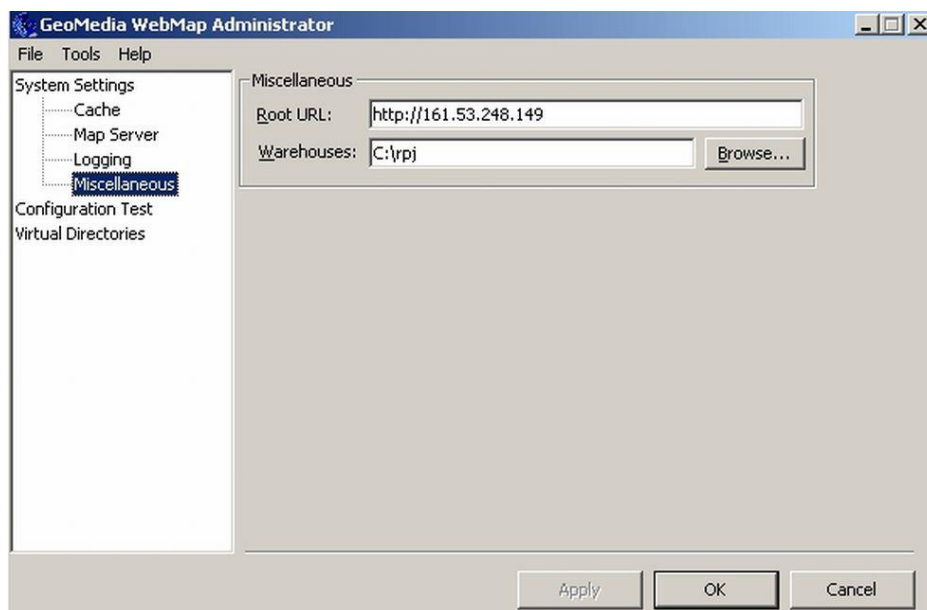 GeoMedia WebMap Administrator
File Tools Help
System Settings
Cache
Map Server
Logging
Miscellaneous
Configuration Test
Virtual Directories
Miscellaneous
Root URL: http://161.53.248.149
Warehouses: C:\rpj Browse...
Apply OK Cancel